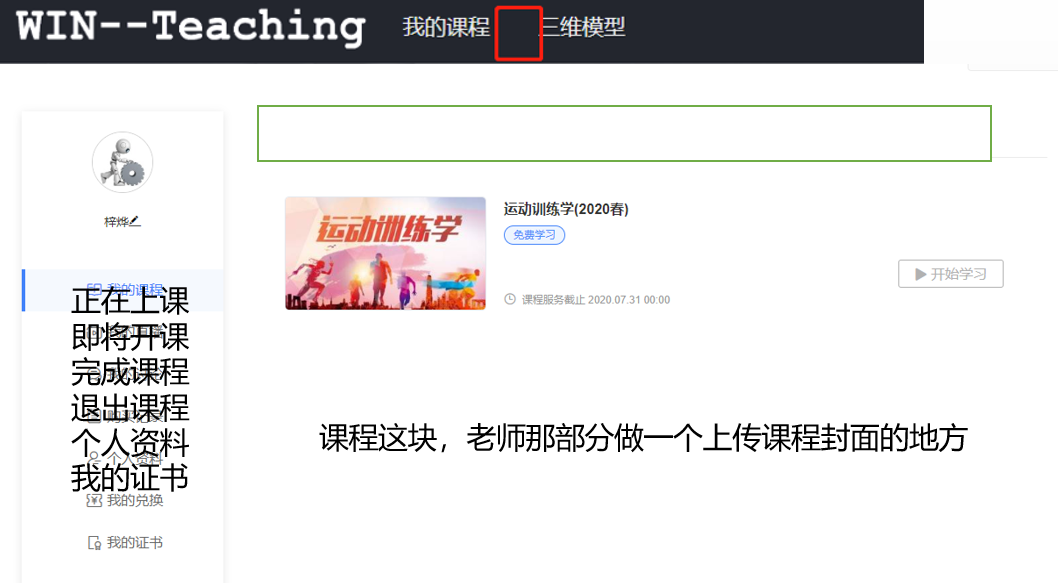 WIN--Teaching
我的课程
三维模型
梓烨
我的课程
正在上课
即将开课
完成课程
退出课程
个人资料
个人资料
我的证书
我的兑换
我的证书
运动训练学
运动训练学(2020春)
免费学习
课程服务截止 2020.07.31 00:00
开始学习
课程这块，老师那部分做一个上传课程封面的地方